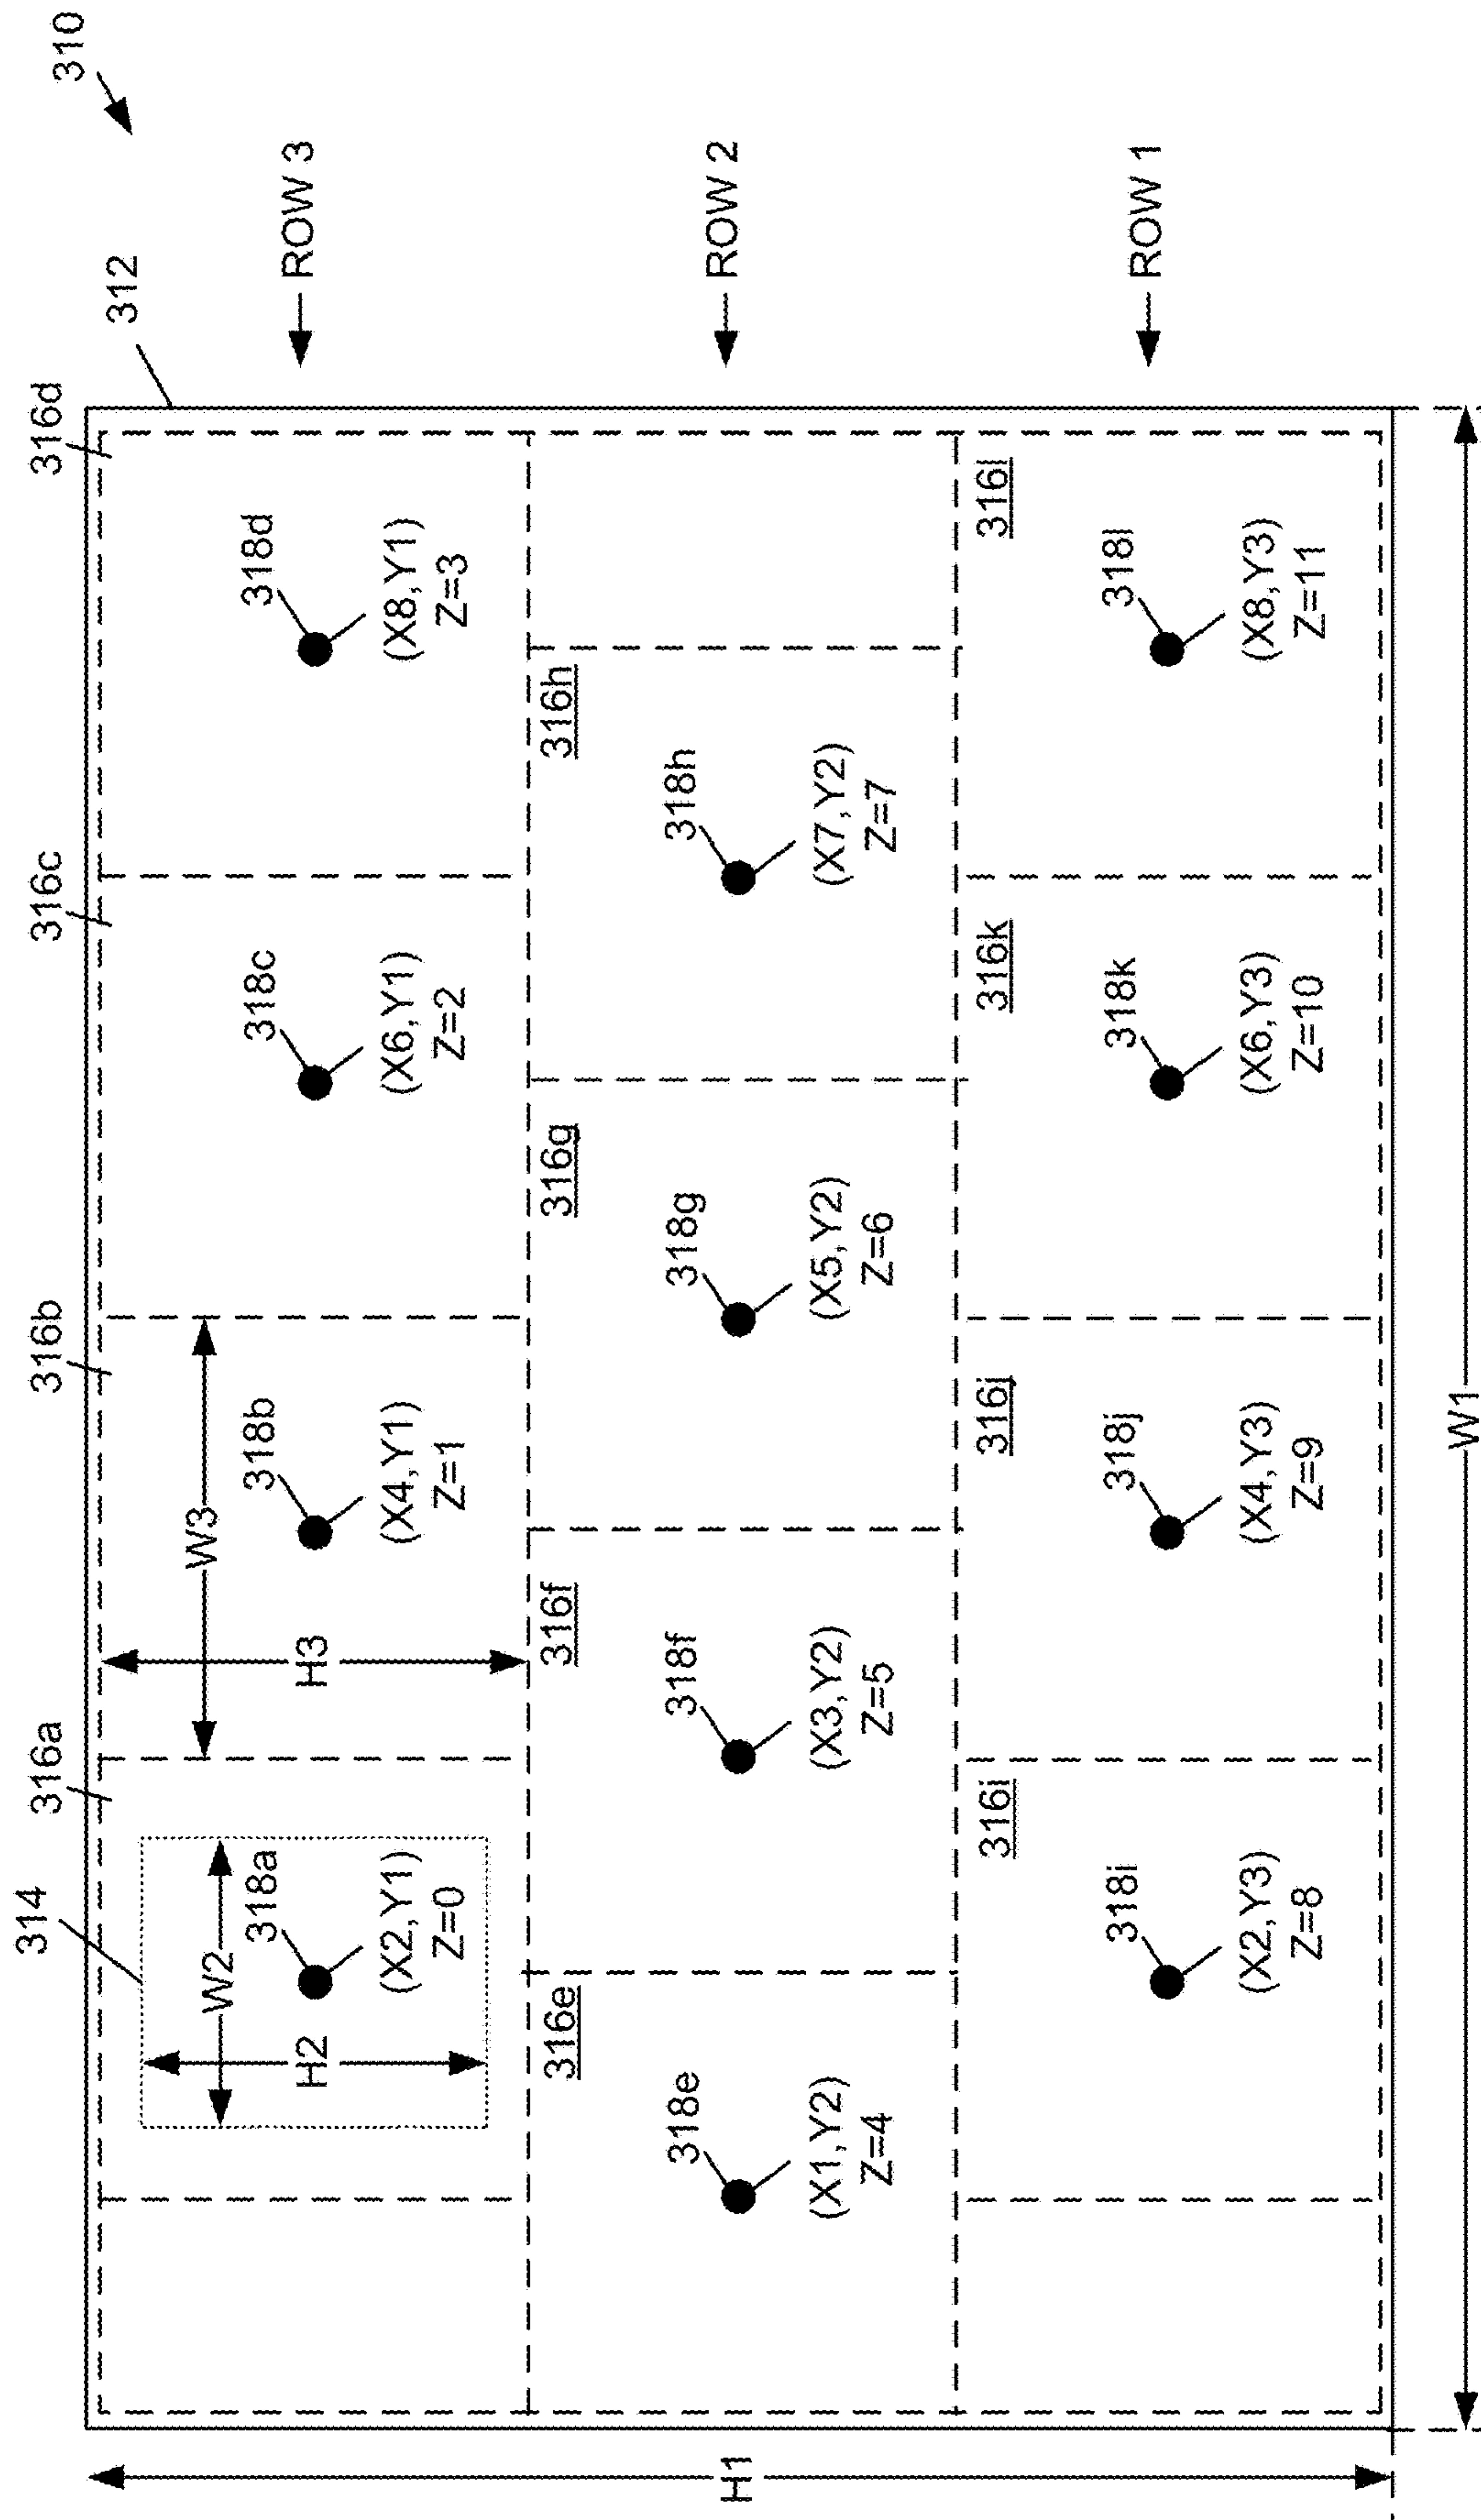 310
312
314
316a
316b
316c
316d
W2
H2
318a
(X2,Y1)
Z=0
W3
H3
318b
(X4,Y1)
Z=1
318c
(X6,Y1)
Z=2
318d
(X8,Y1)
Z=3
ROW 3
316e
318e
(X1,Y2)
Z=4
316f
318f
(X3,Y2)
Z=5
316g
318g
(X5,Y2)
Z=6
316h
318h
(X7,Y2)
Z=7
ROW 2
316i
318i
(X2,Y3)
Z=8
316j
318j
(X4,Y3)
Z=9
316k
318k
(X6,Y3)
Z=10
316l
318l
(X8,Y3)
Z=11
ROW 1
H1
W1